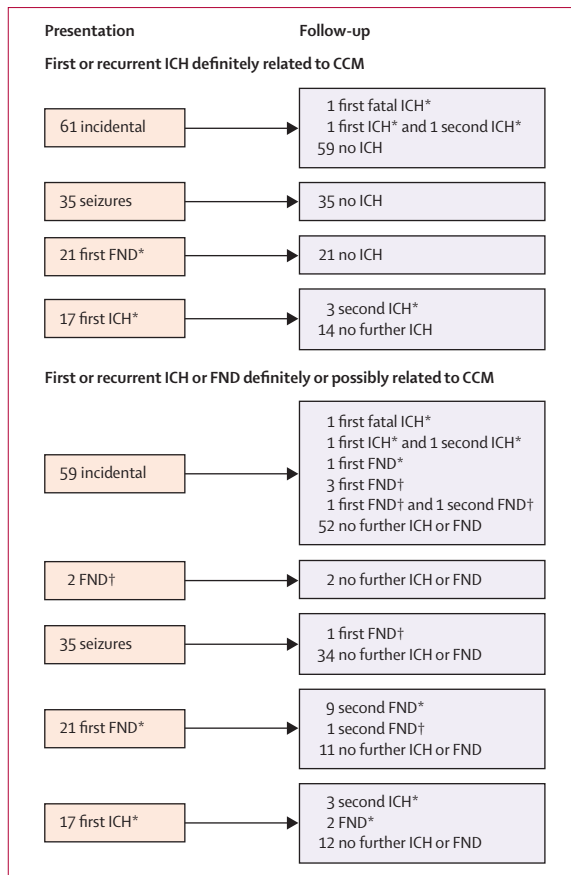 Presentation Follow-up
First or recurrent ICH definitely related to CCM
61 incidental
1 first fatal ICH*
1 first ICH* and 1 second ICH*
59 no ICH
35 seizures
35 no ICH
21 first FND*
21 no ICH
17 first ICH*
3 second ICH*
14 no further ICH
First or recurrent ICH or FND definitely or possibly related to CCM
59 incidental
1 first fatal ICH*
1 first ICH* and 1 second ICH*
1 first FND*
3 first FND†
1 first FND† and 1 second FND†
52 no further ICH or FND
2 FND†
2 no further ICH or FND
35 seizures
1 first FND†
34 no further ICH or FND
21 first FND*
9 second FND*
1 second FND†
11 no further ICH or FND
17 first ICH*
3 second ICH*
2 FND*
12 no further ICH or FND